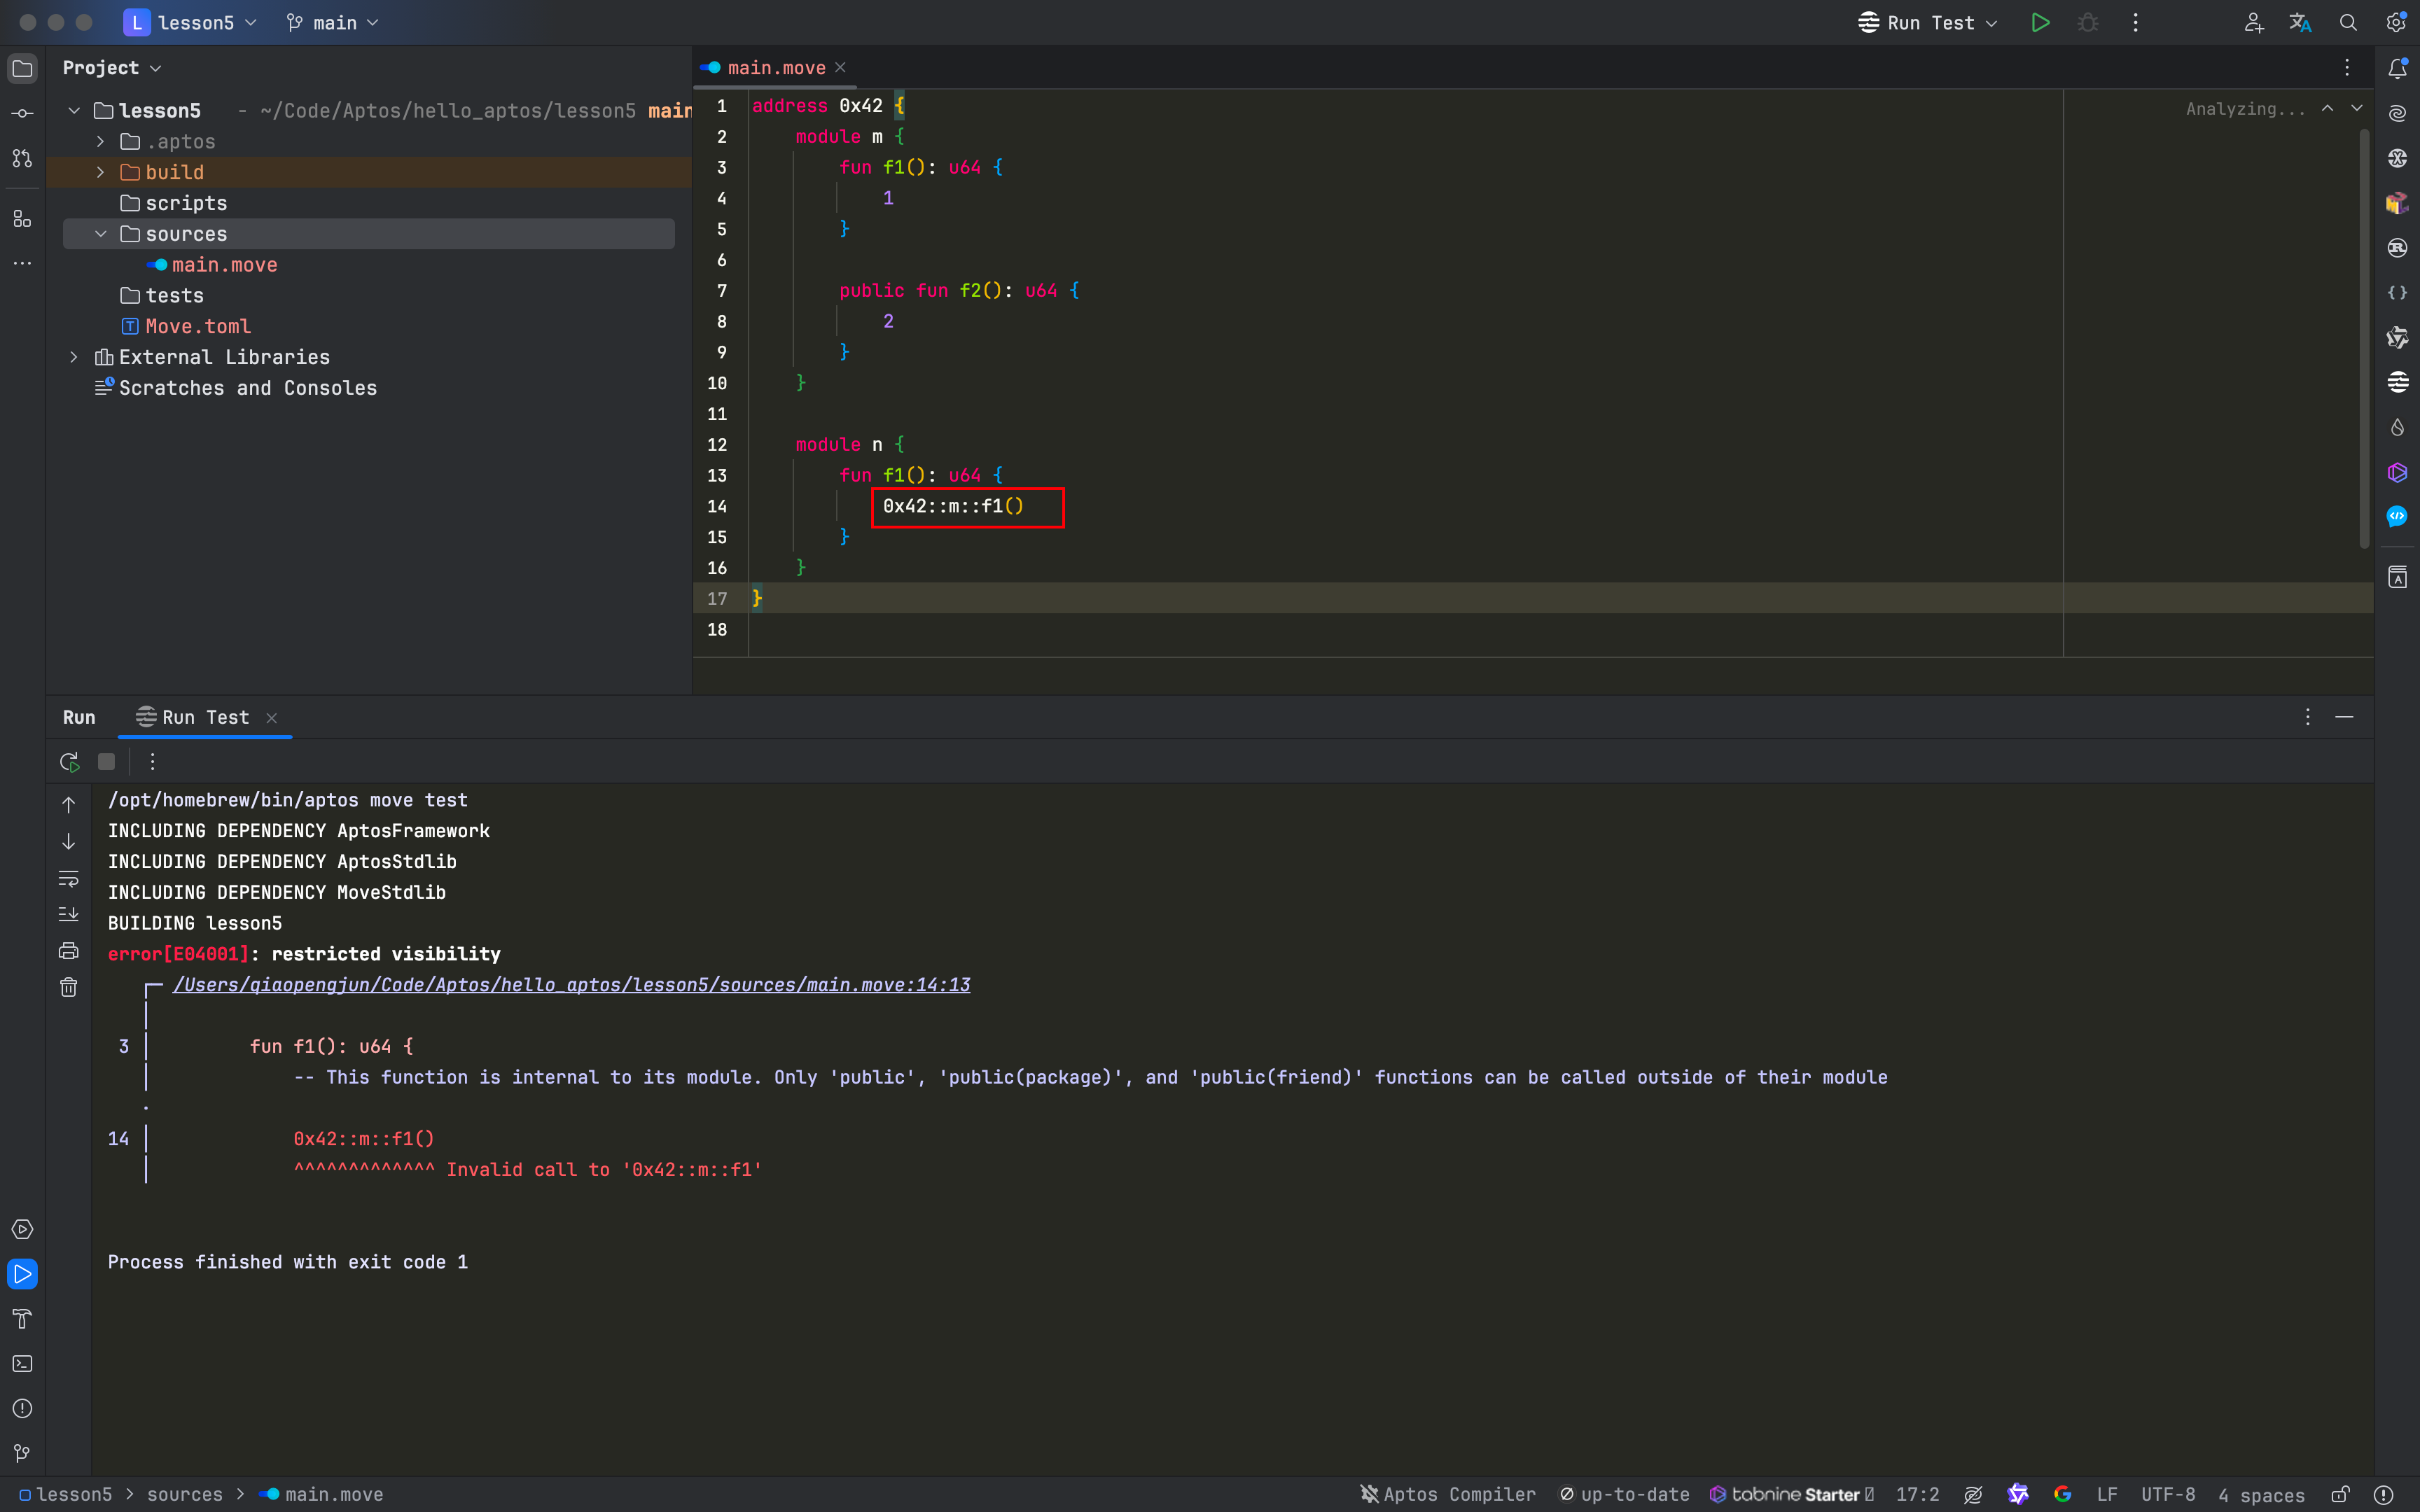 L lesson5 main Run Test
Project
main.move
lesson5 - ~/Code/Aptos/hello_aptos/lesson5 main
.aptos
build
scripts
sources
main.move
tests
Move.toml
External Libraries
Scratches and Consoles
Analyzing...
1 address 0x42 {
2 module m {
3 fun f1(): u64 {
4 1
5 }
6
7 public fun f2(): u64 {
8 2
9 }
10 }
11
12 module n {
13 fun f1(): u64 {
14 0x42::m::f1()
15 }
16 }
17 }
18
Run Run Test
/opt/homebrew/bin/aptos move test
INCLUDING DEPENDENCY AptosFramework
INCLUDING DEPENDENCY AptosStdlib
INCLUDING DEPENDENCY MoveStdlib
BUILDING lesson5
error[E04001]: restricted visibility
/Users/qiaopengjun/Code/Aptos/hello_aptos/lesson5/sources/main.move:14:13
3 fun f1(): u64 {
-- This function is internal to its module. Only 'public', 'public(package)', and 'public(friend)' functions can be called outside of their module
.
14 0x42::m::f1()
^^^^^^^^^^^^^ Invalid call to '0x42::m::f1'
Process finished with exit code 1
lesson5 > sources > main.move Aptos Compiler up-to-date tabnine Starter 17:2 LF UTF-8 4 spaces